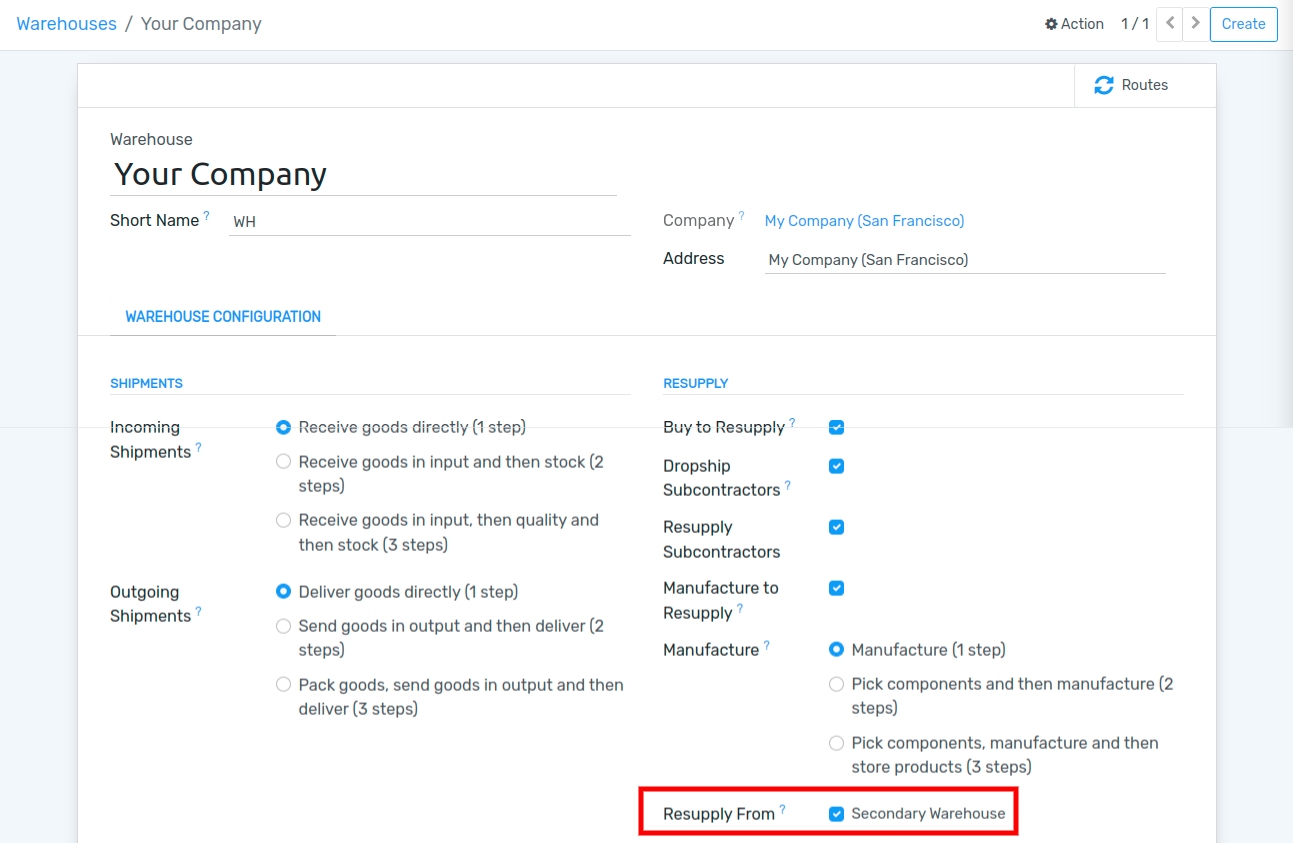 Warehouses / Your Company
Action 1 / 1 Create
Routes
Warehouse
Your Company
Short Name ? WH
Company ? My Company (San Francisco)
Address My Company (San Francisco)
WAREHOUSE CONFIGURATION
SHIPMENTS
Incoming
Shipments ?
Receive goods directly (1 step)
Receive goods in input and then stock (2
steps)
Receive goods in input, then quality and
then stock (3 steps)
Outgoing
Shipments ?
Deliver goods directly (1 step)
Send goods in output and then deliver (2
steps)
Pack goods, send goods in output and then
deliver (3 steps)
RESUPPLY
Buy to Resupply ?
Dropship
Subcontractors ?
Resupply
Subcontractors
Manufacture to
Resupply ?
Manufacture ?
Manufacture (1 step)
Pick components and then manufacture (2
steps)
Pick components, manufacture and then
store products (3 steps)
Resupply From ? Secondary Warehouse